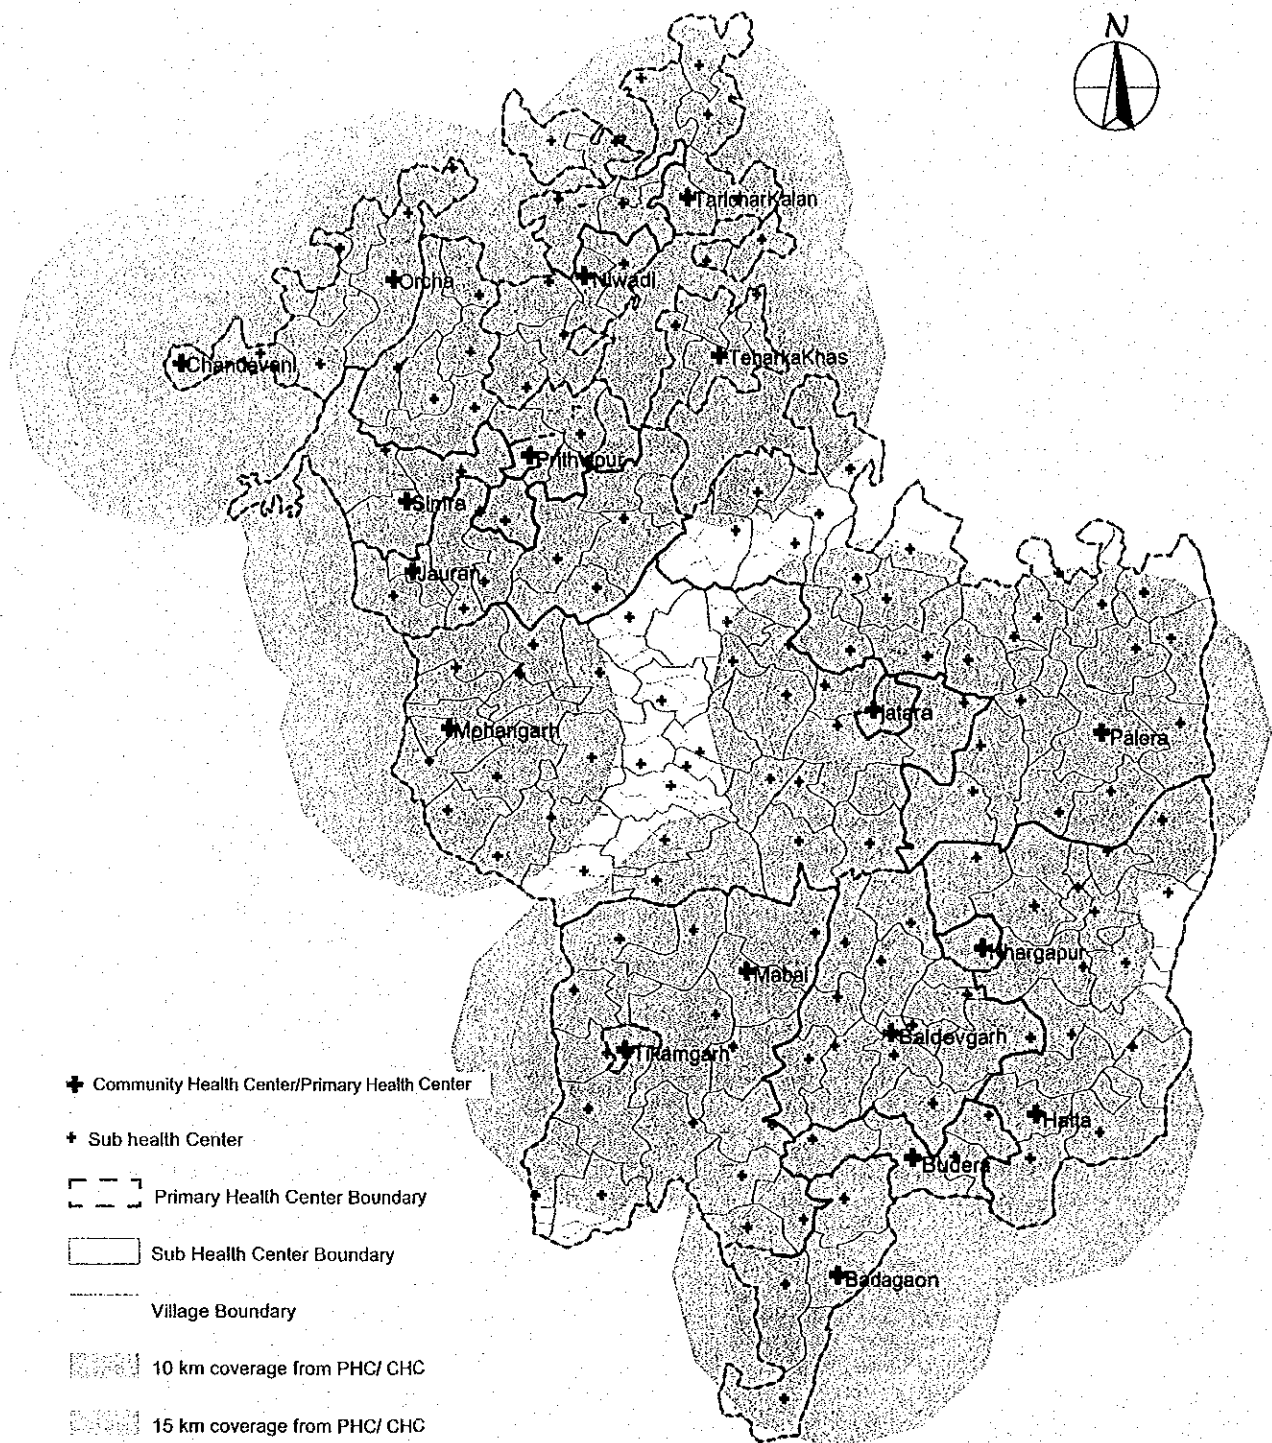 N
TaricharKalan
Orcha
Niwadi
Chandavani
TeharkaKhas
Prithvipur
Simra
Jauran
Mohangarh
Jatara
Palera
Khargapur
Mabai
Baldevgarh
Tikamgarh
Community Health Center/Primary Health Center
Hatta
Sub health Center
Budera
Primary Health Center Boundary
Sub Health Center Boundary
Badagaon
Village Boundary
10 km coverage from PHC/ CHC
15 km coverage from PHC/ CHC